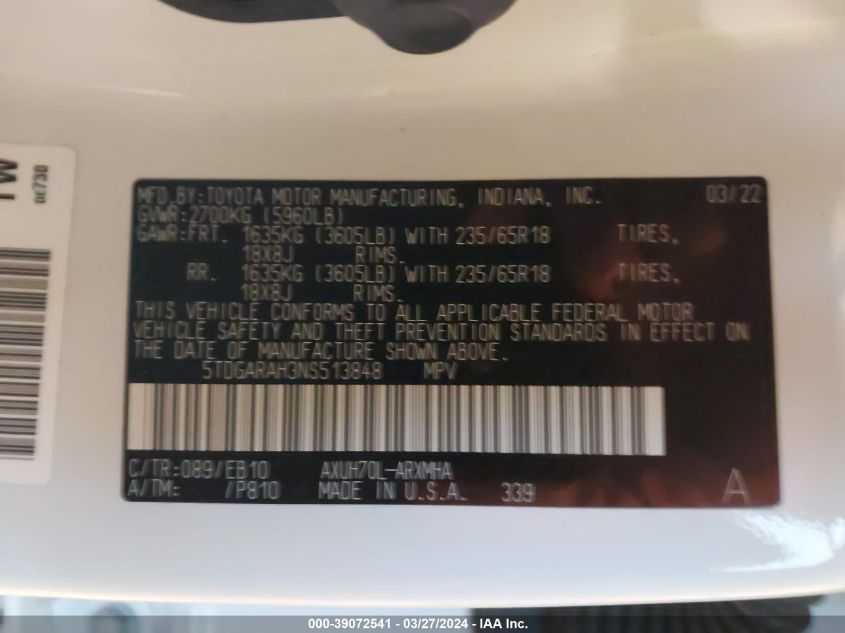 MFD.BY:TOYOTA MOTOR MANUFACTURING, INDIANA, INC. 03/22
GVWR:2700KG (5960LB)
GAWR:FRT. 1635KG (3605LB) WITH 235/65R18 TIRES,
18X8J RIMS.
RR. 1635KG (3605LB) WITH 235/65R18 TIRES,
18X8J RIMS.
THIS VEHICLE CONFORMS TO ALL APPLICABLE FEDERAL MOTOR
VEHICLE SAFETY AND THEFT PREVENTION STANDARDS IN EFFECT ON
THE DATE OF MANUFACTURE SHOWN ABOVE.
5TDGARAH3NS513848 MPV
C/TR:089/EB10 AXUH70L-ARXMHA
A/TM: /P810 MADE IN U.S.A. 339 A
000-39072541 - 03/27/2024 - IAA Inc.